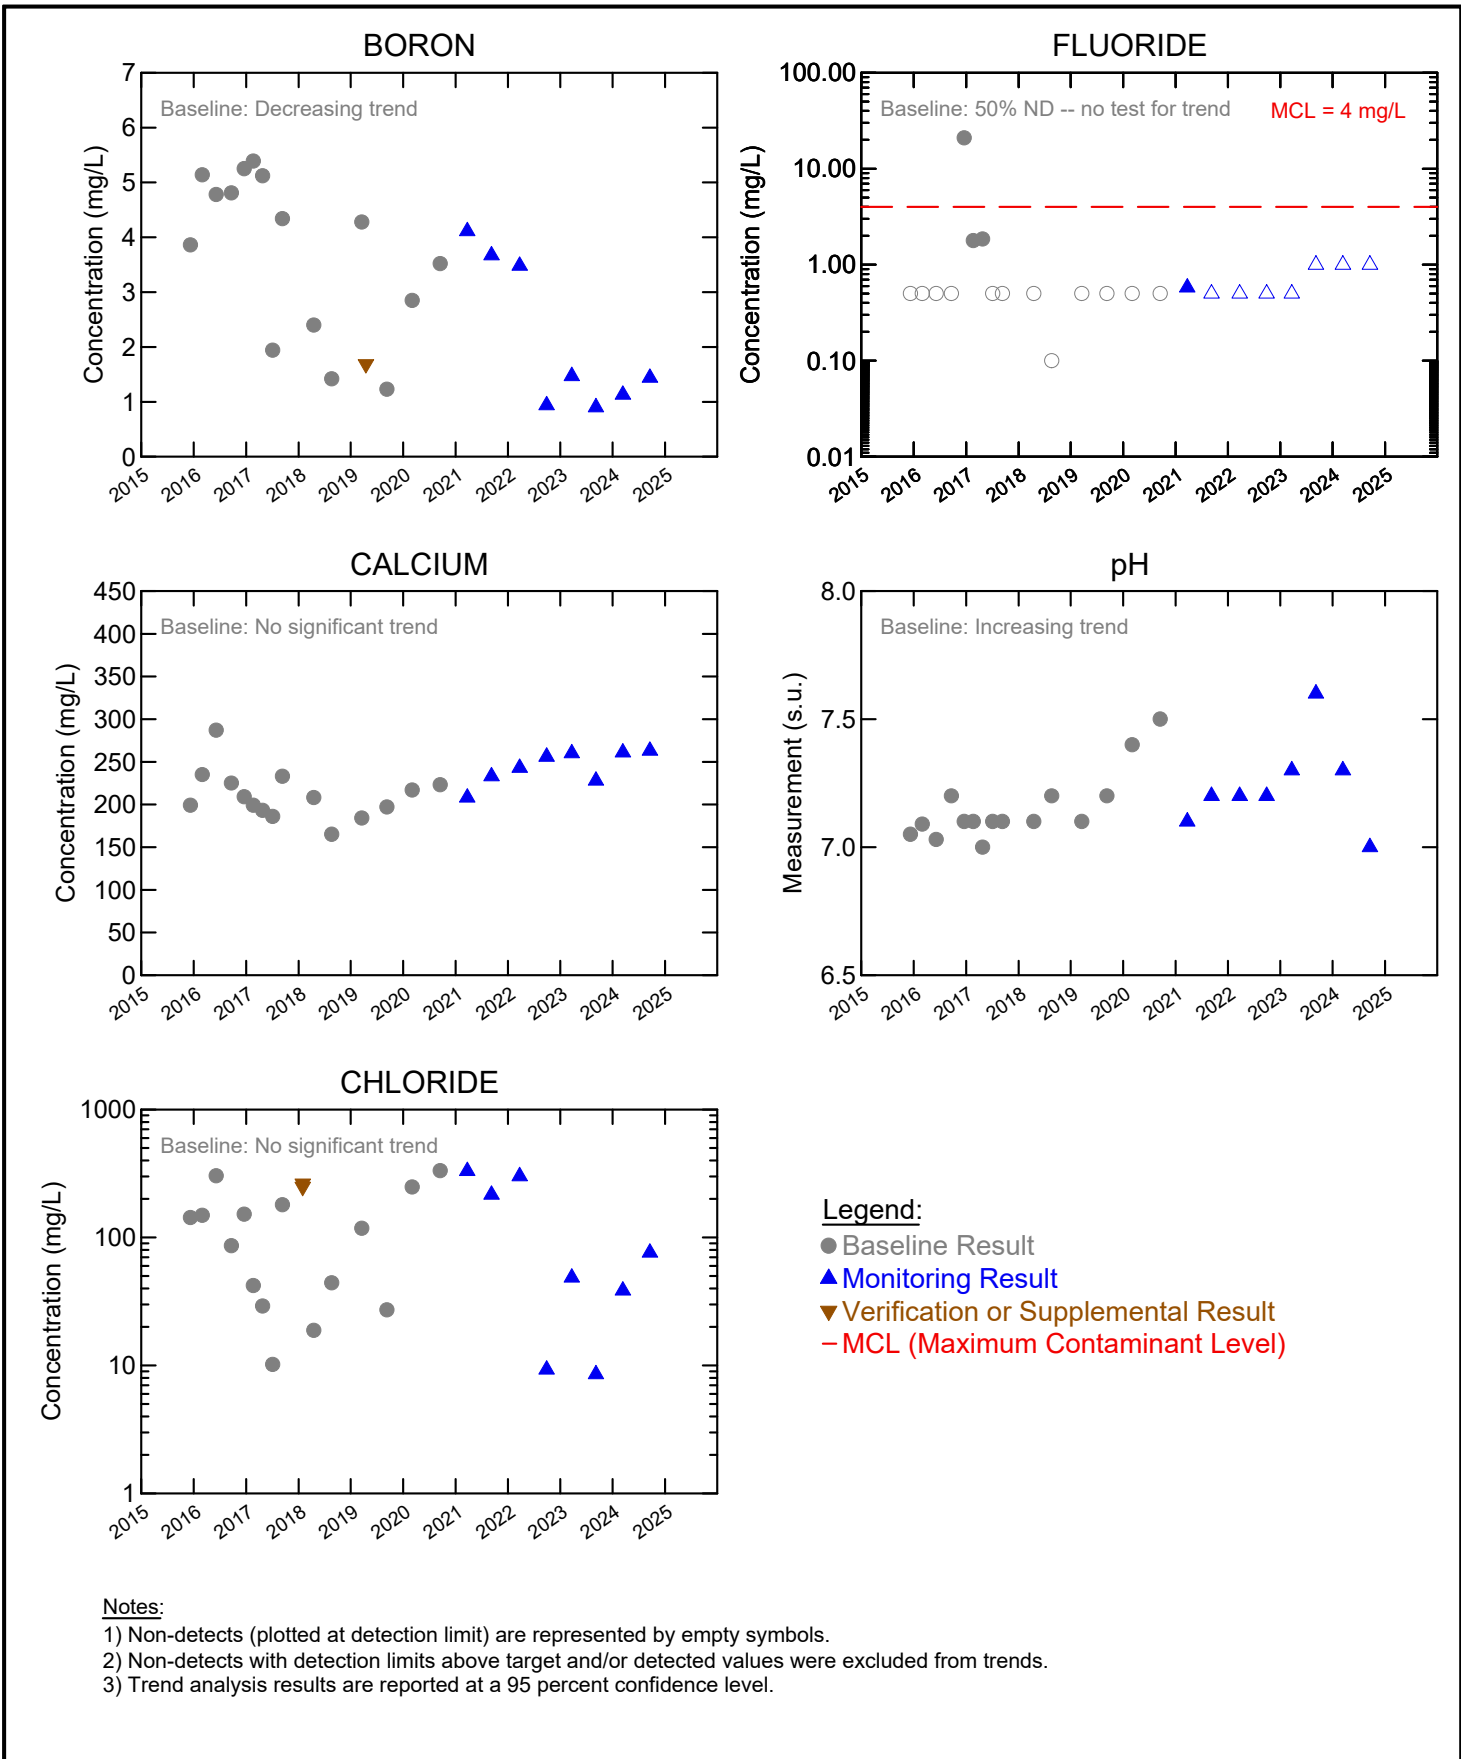 BORON
Baseline: Decreasing trend
Concentration (mg/L)
7
6
5
4
3
2
1
0
2015 2016 2017 2018 2019 2020 2021 2022 2023 2024 2025
FLUORIDE
Baseline: 50% ND -- no test for trend
MCL = 4 mg/L
Concentration (mg/L)
100.00
10.00
1.00
0.10
0.01
2015 2016 2017 2018 2019 2020 2021 2022 2023 2024 2025
CALCIUM
Baseline: No significant trend
Concentration (mg/L)
450
400
350
300
250
200
150
100
50
0
2015 2016 2017 2018 2019 2020 2021 2022 2023 2024 2025
pH
Baseline: Increasing trend
Measurement (s.u.)
8.0
7.5
7.0
6.5
2015 2016 2017 2018 2019 2020 2021 2022 2023 2024 2025
CHLORIDE
Baseline: No significant trend
Concentration (mg/L)
1000
100
10
1
2015 2016 2017 2018 2019 2020 2021 2022 2023 2024 2025
Legend:
Baseline Result
Monitoring Result
Verification or Supplemental Result
MCL (Maximum Contaminant Level)
Notes:
1) Non-detects (plotted at detection limit) are represented by empty symbols.
2) Non-detects with detection limits above target and/or detected values were excluded from trends.
3) Trend analysis results are reported at a 95 percent confidence level.